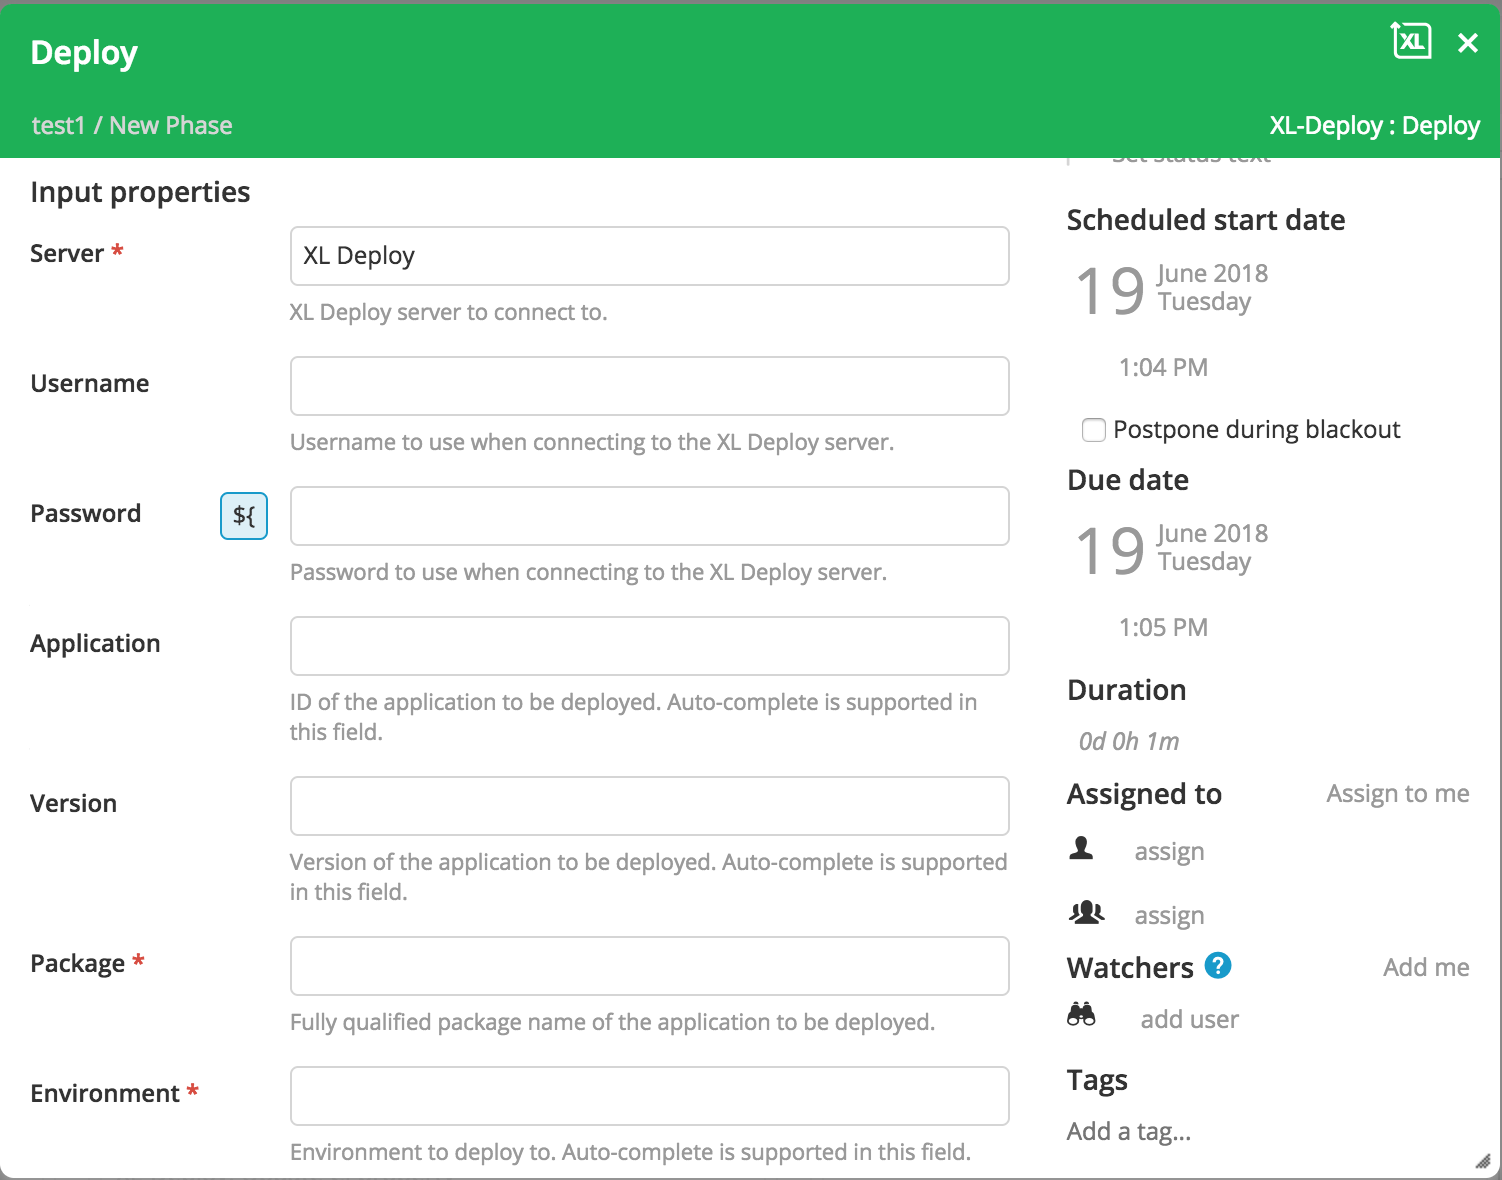 Deploy
XL
test1 / New Phase
XL-Deploy : Deploy
Input properties
Server *
XL Deploy
XL Deploy server to connect to.
Username
Username to use when connecting to the XL Deploy server.
Password
${
Password to use when connecting to the XL Deploy server.
Application
ID of the application to be deployed. Auto-complete is supported in
this field.
Version
Version of the application to be deployed. Auto-complete is supported
in this field.
Package *
Fully qualified package name of the application to be deployed.
Environment *
Environment to deploy to. Auto-complete is supported in this field.
Set status text
Scheduled start date
19
June 2018
Tuesday
1:04 PM
Postpone during blackout
Due date
19
June 2018
Tuesday
1:05 PM
Duration
0d 0h 1m
Assigned to
Assign to me
assign
assign
Watchers ?
Add me
add user
Tags
Add a tag...